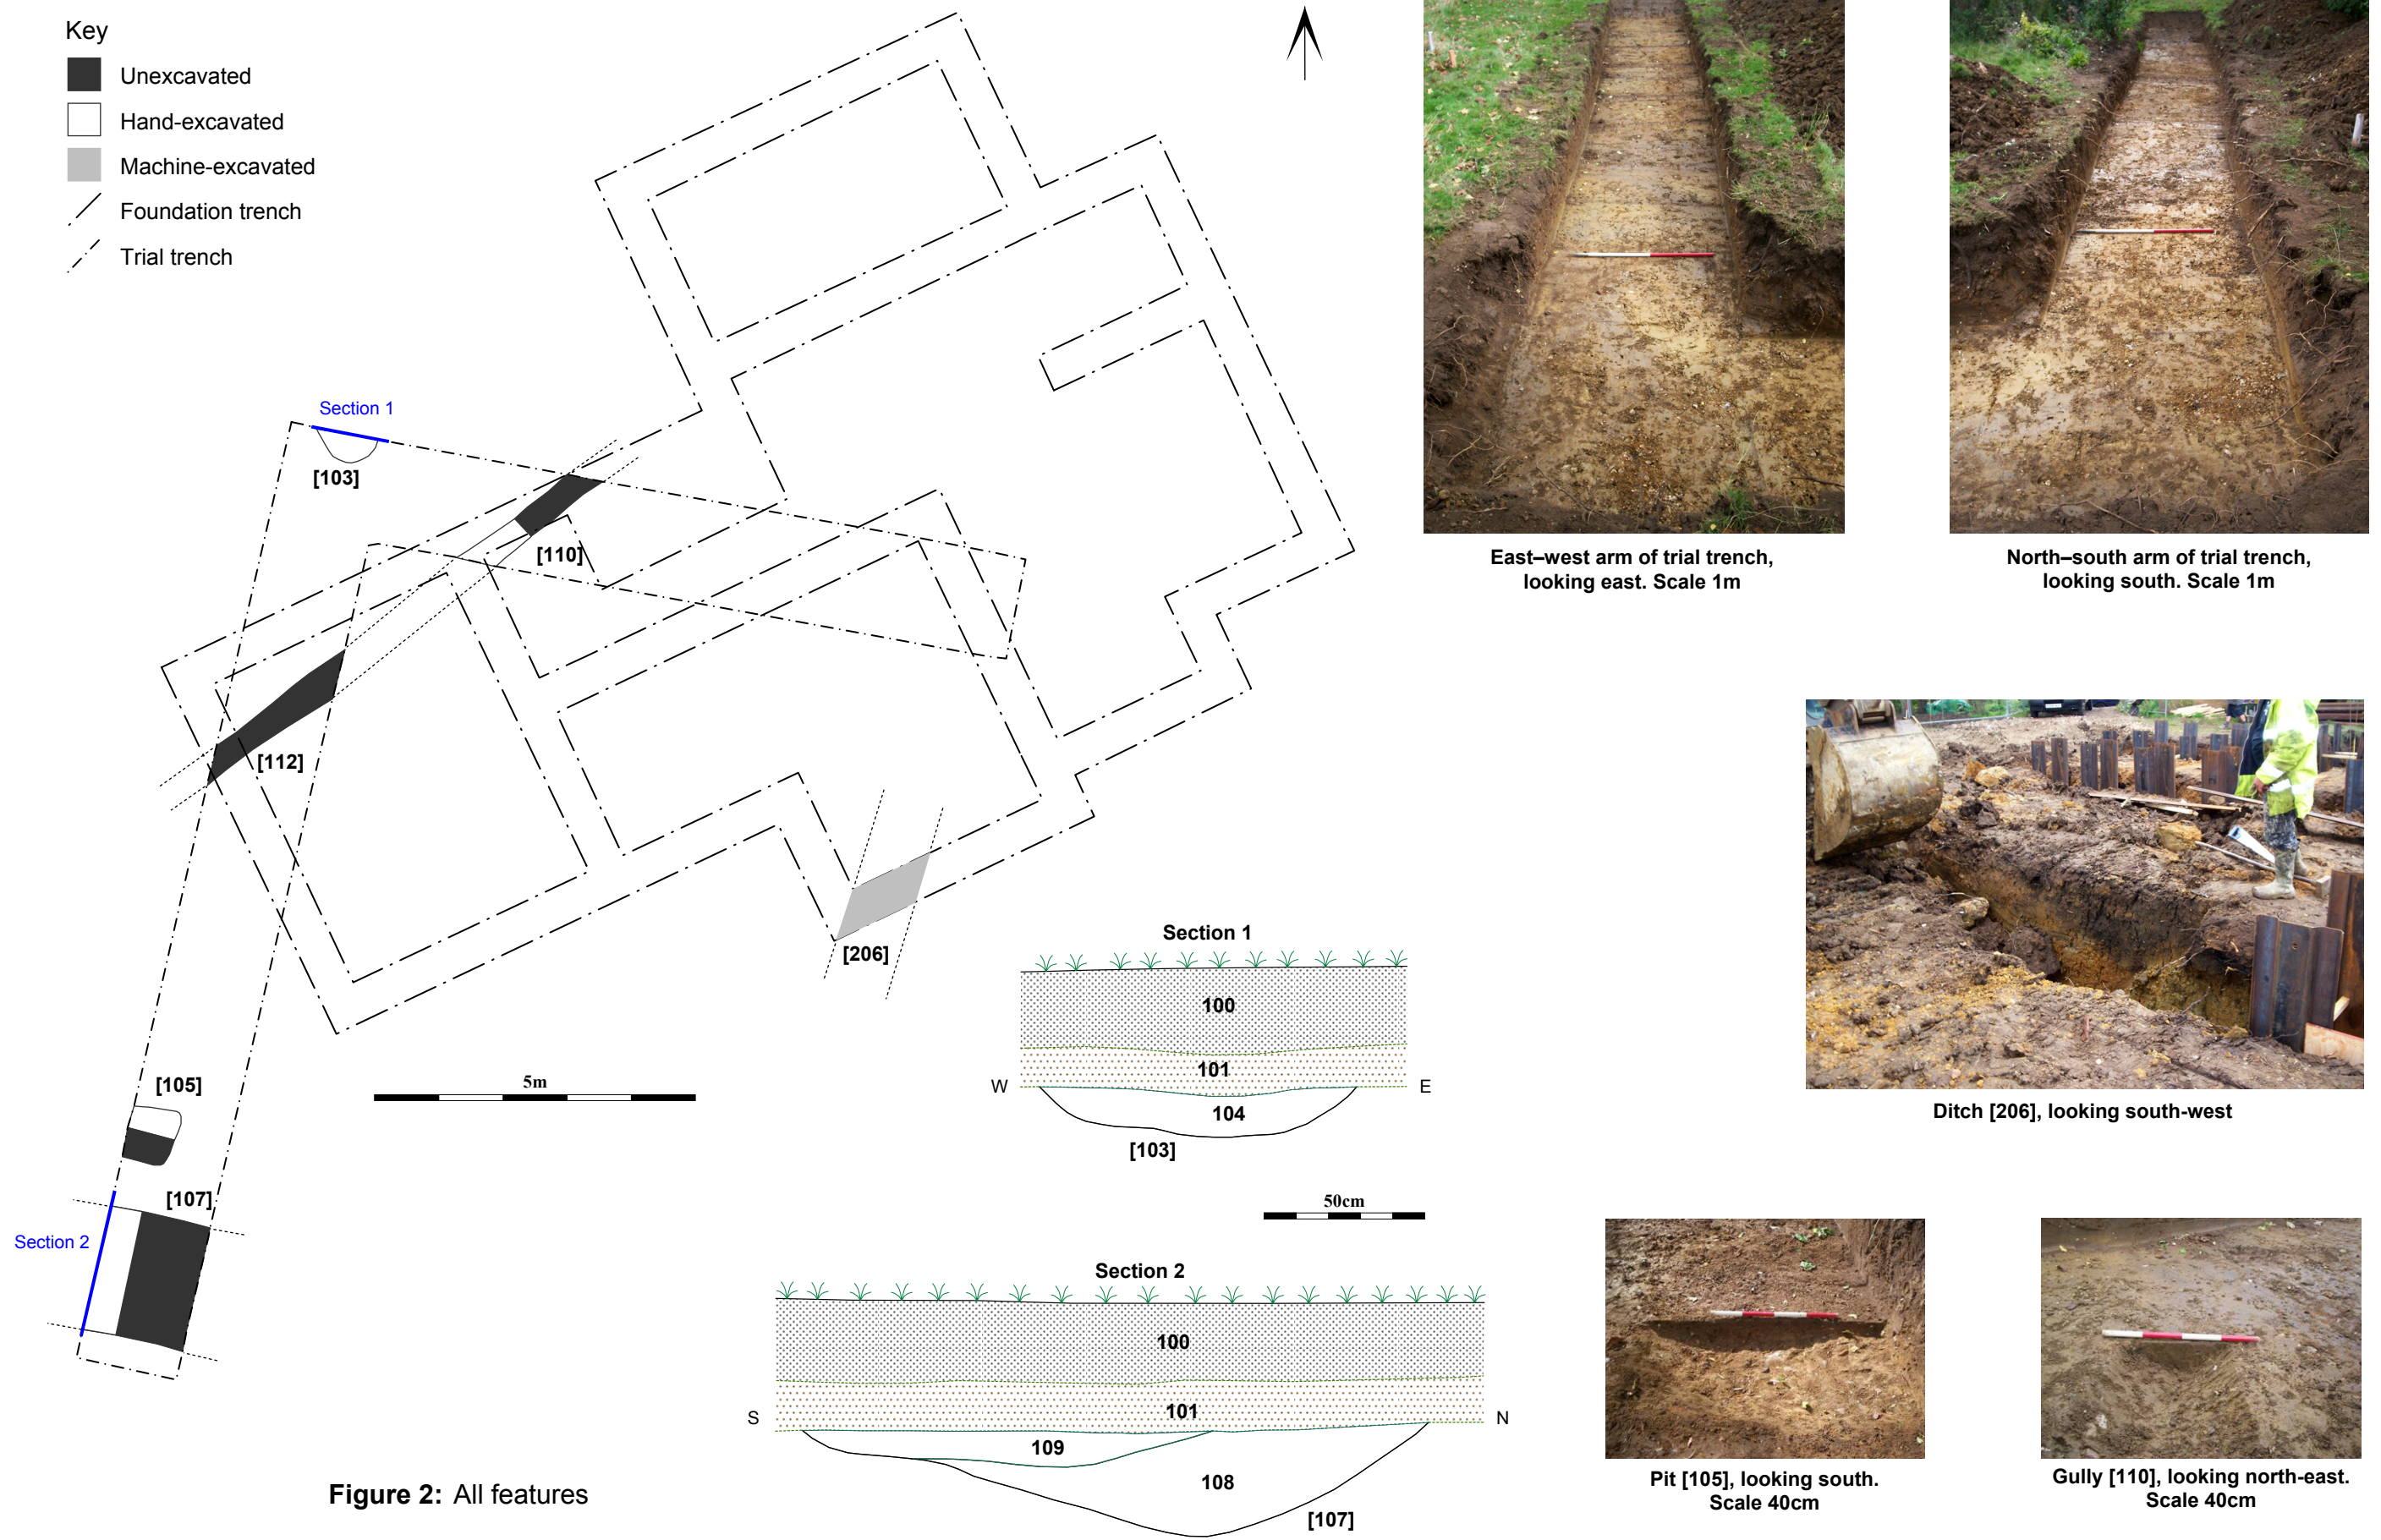 Key
Unexcavated
Hand-excavated
Machine-excavated
Foundation trench
Trial trench
Section 1
[103]
[110]
[112]
[206]
[105]
[107]
Section 2
5m
East–west arm of trial trench,
looking east. Scale 1m
North–south arm of trial trench,
looking south. Scale 1m
Ditch [206], looking south-west
Section 1
100
101
W
E
104
[103]
50cm
Section 2
100
101
S
N
109
108
[107]
Pit [105], looking south.
Scale 40cm
Gully [110], looking north-east.
Scale 40cm
Figure 2: All features